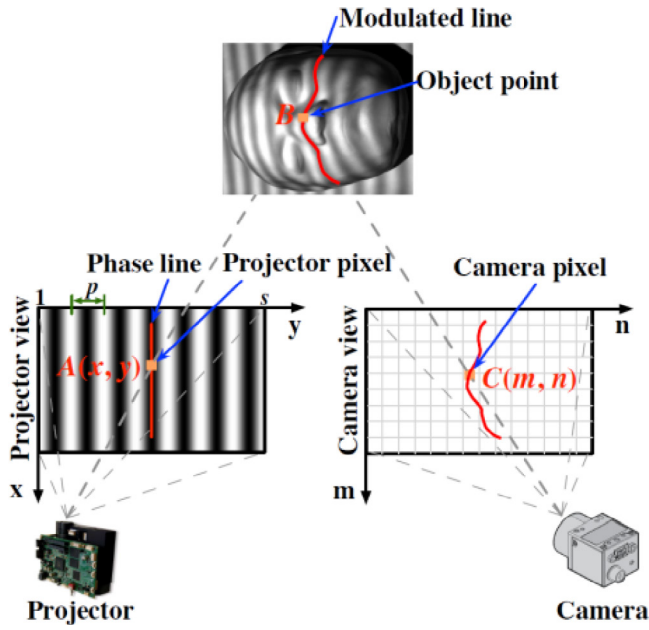 Modulated line
Object point
B
Phase line
Projector pixel
Camera pixel
1
p
s
y
n
Projector view
A(x, y)
Camera view
C(m, n)
x
m
Projector
Camera